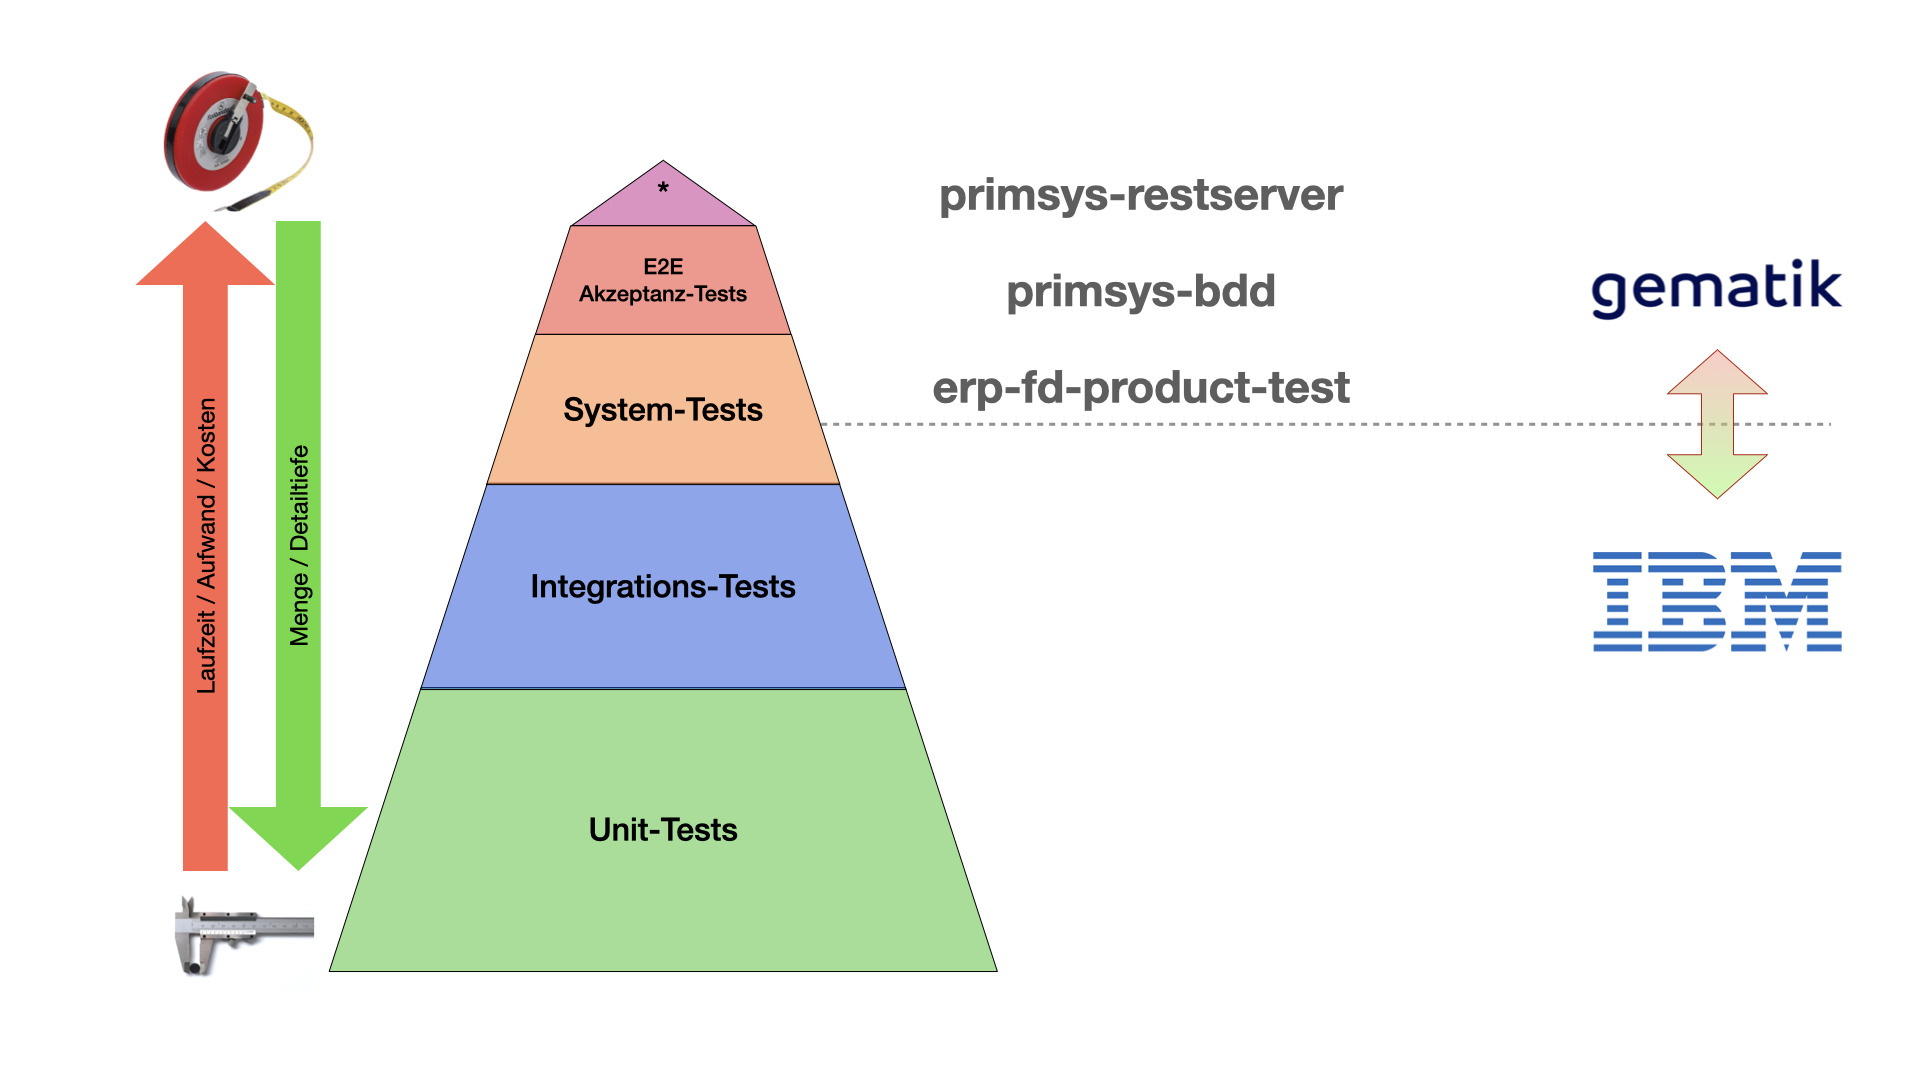 *
primsys-restserver
E2E
Akzeptanz-Tests
primsys-bdd
gematik
erp-fd-product-test
System-Tests
Laufzeit / Aufwand / Kosten
Menge / Detailtiefe
Integrations-Tests
IBM
Unit-Tests